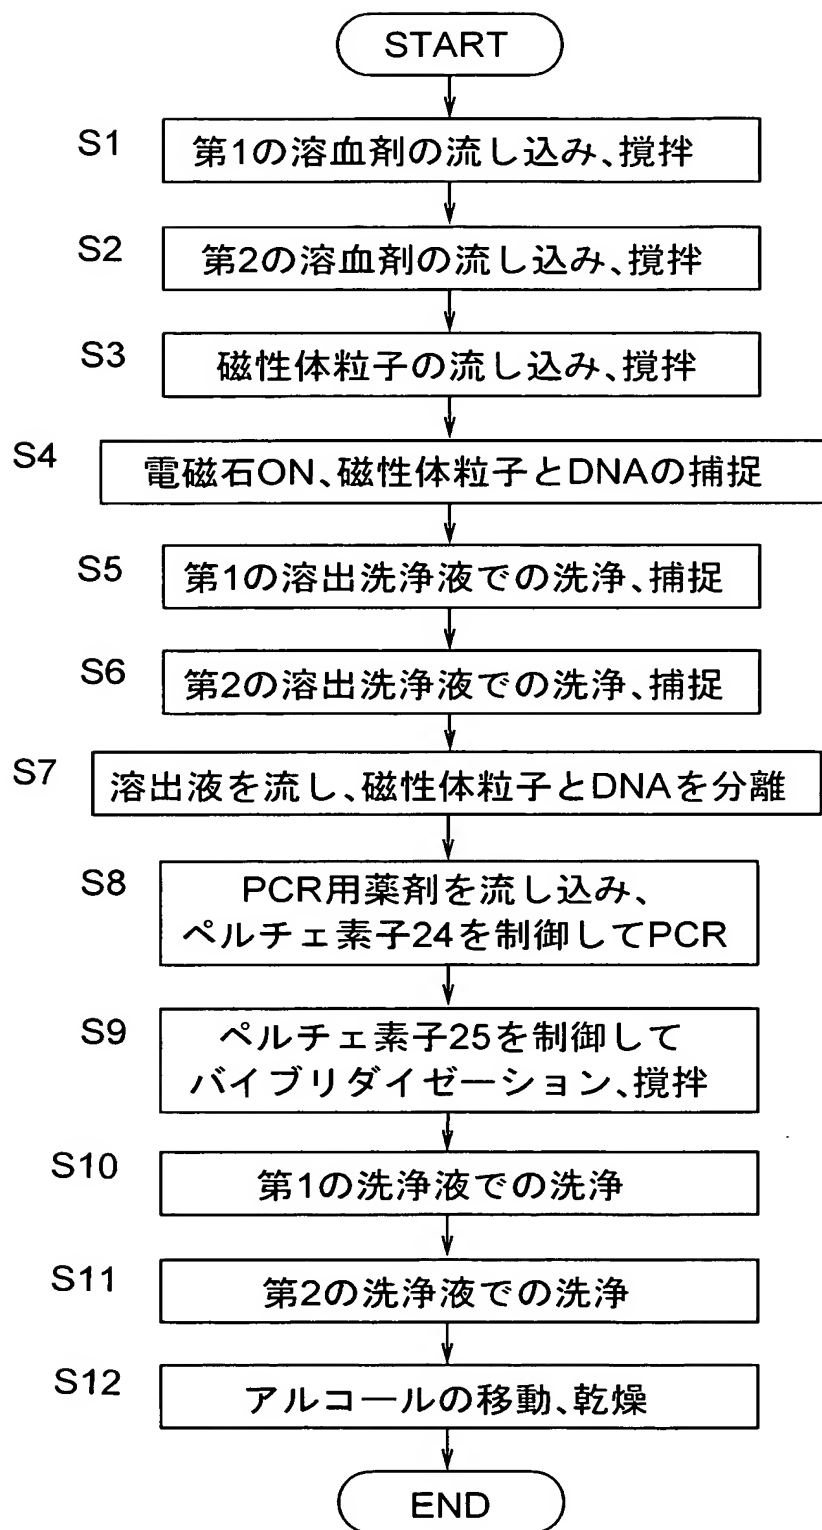 START
S1 第1の溶血剤の流し込み、攪拌
S2 第2の溶血剤の流し込み、攪拌
S3 磁性体粒子の流し込み、攪拌
S4 電磁石ON、磁性体粒子とDNAの捕捉
S5 第1の溶出洗浄液での洗浄、捕捉
S6 第2の溶出洗浄液での洗浄、捕捉
S7 溶出液を流し、磁性体粒子とDNAを分離
S8 PCR用薬剤を流し込み、
ペルチェ素子24を制御してPCR
S9 ペルチェ素子25を制御して
バイブリダイゼーション、攪拌
S10 第1の洗浄液での洗浄
S11 第2の洗浄液での洗浄
S12 アルコールの移動、乾燥
END